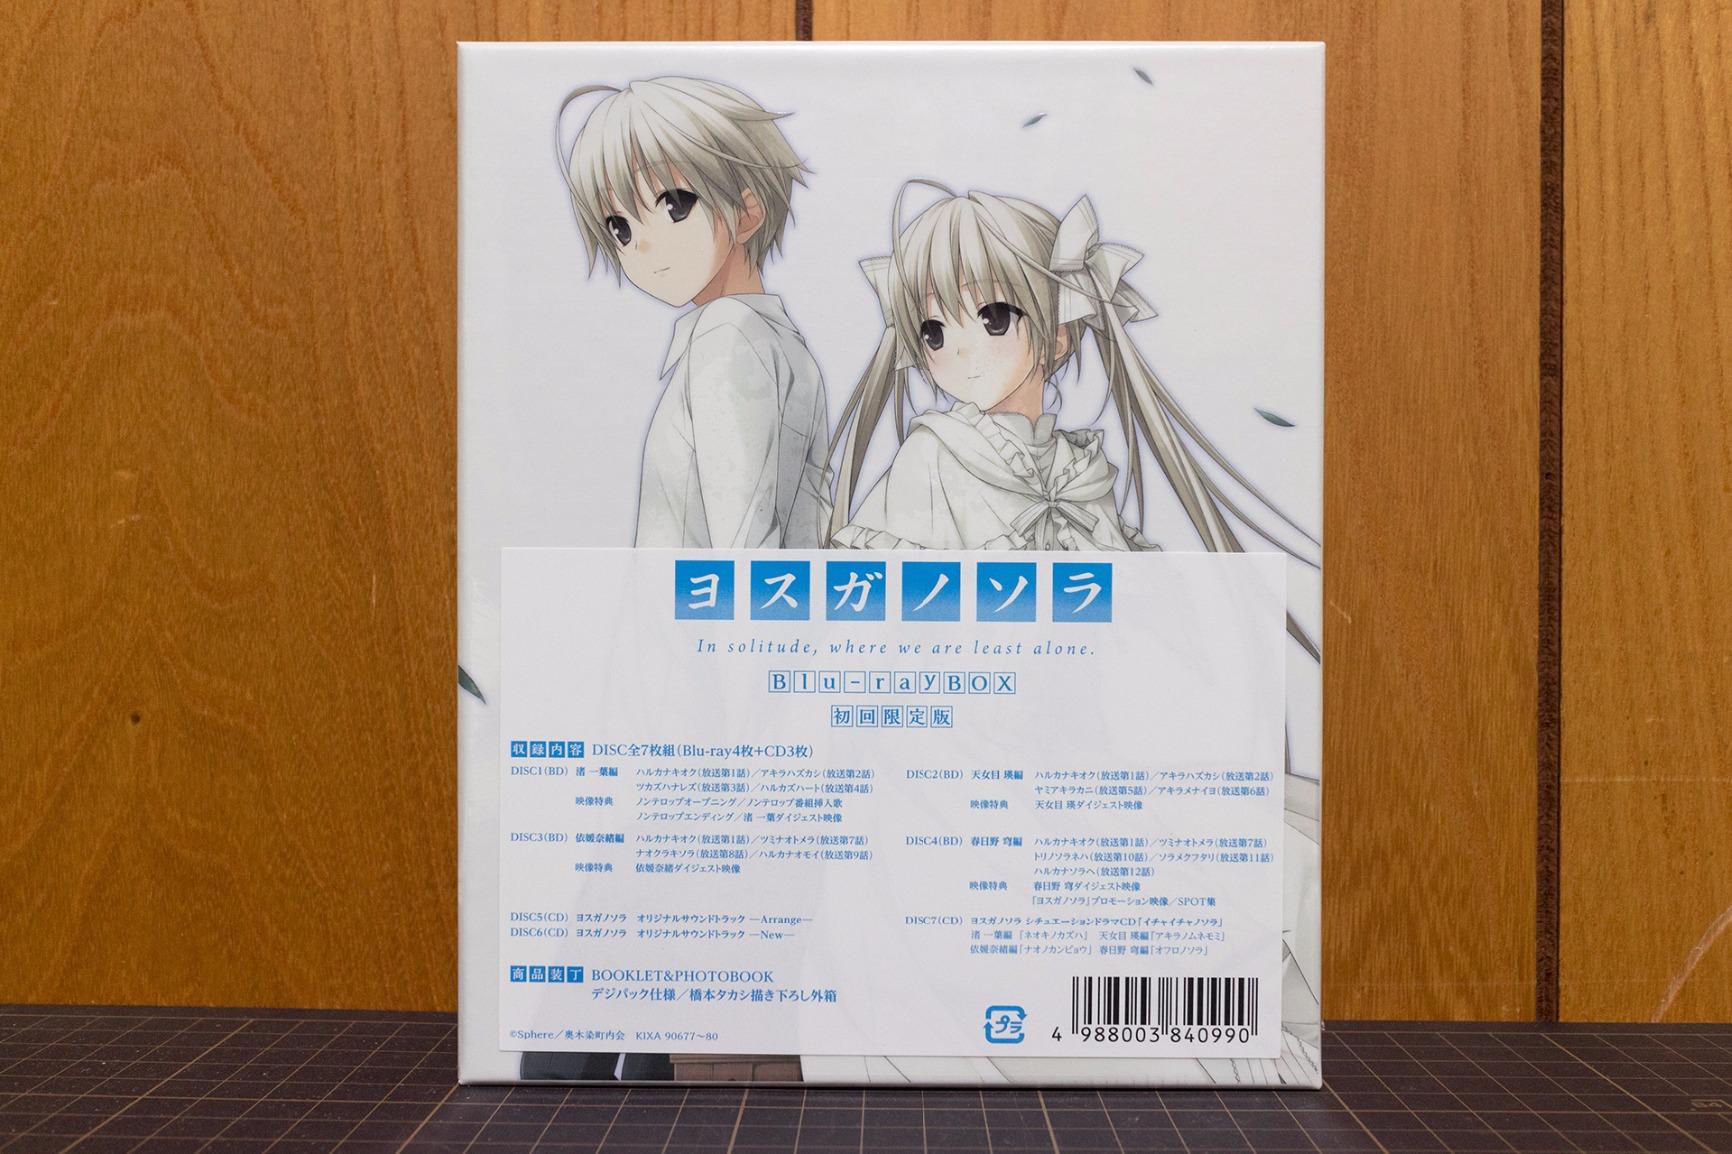 ヨスガノソラ
In solitude, where we are least alone.
Blu-rayBOX
初回限定版
収録内容 DISC全7枚組(Blu-ray4枚+CD3枚)
DISC1(BD) 渚 一葉編 ハルカナキオク(放送第1話)/アキラハズカシ(放送第2話)
ツカズハナレズ(放送第3話)/ハルカズハート(放送第4話)
映像特典 ノンテロップオープニング/ノンテロップ番組挿入歌
ノンテロップエンディング/渚 一葉ダイジェスト映像
DISC2(BD) 天女目 瑛編 ハルカナキオク(放送第1話)/アキラハズカシ(放送第2話)
ヤミアキラカニ(放送第5話)/アキラメナイヨ(放送第6話)
映像特典 天女目 瑛ダイジェスト映像
DISC3(BD) 依媛奈緒編 ハルカナキオク(放送第1話)/ツミナオトメラ(放送第7話)
ナオクラキソラ(放送第8話)/ハルカナオモイ(放送第9話)
映像特典 依媛奈緒ダイジェスト映像
DISC4(BD) 春日野 穹編 ハルカナキオク(放送第1話)/ツミナオトメラ(放送第7話)
トリノソラネハ(放送第10話)/ソラメクフタリ(放送第11話)
ハルカナソラへ(放送第12話)
映像特典 春日野 穹ダイジェスト映像
『ヨスガノソラ』プロモーション映像/SPOT集
DISC5(CD) ヨスガノソラ オリジナルサウンドトラック ―Arrange―
DISC6(CD) ヨスガノソラ オリジナルサウンドトラック ―New―
DISC7(CD) ヨスガノソラ シチュエーションドラマCD『イチャイチャノソラ』
渚 一葉編 『ネオキノカズハ』 天女目 瑛編『アキラノムネモミ』
依媛奈緒編『ナオノカンビョウ』 春日野 穹編『オフロノソラ』
商品装丁 BOOKLET&PHOTOBOOK
デジパック仕様/橋本タカシ描き下ろし外箱
©Sphere/奥木染町内会 KIXA 90677～80
プラ
4 988003 840990